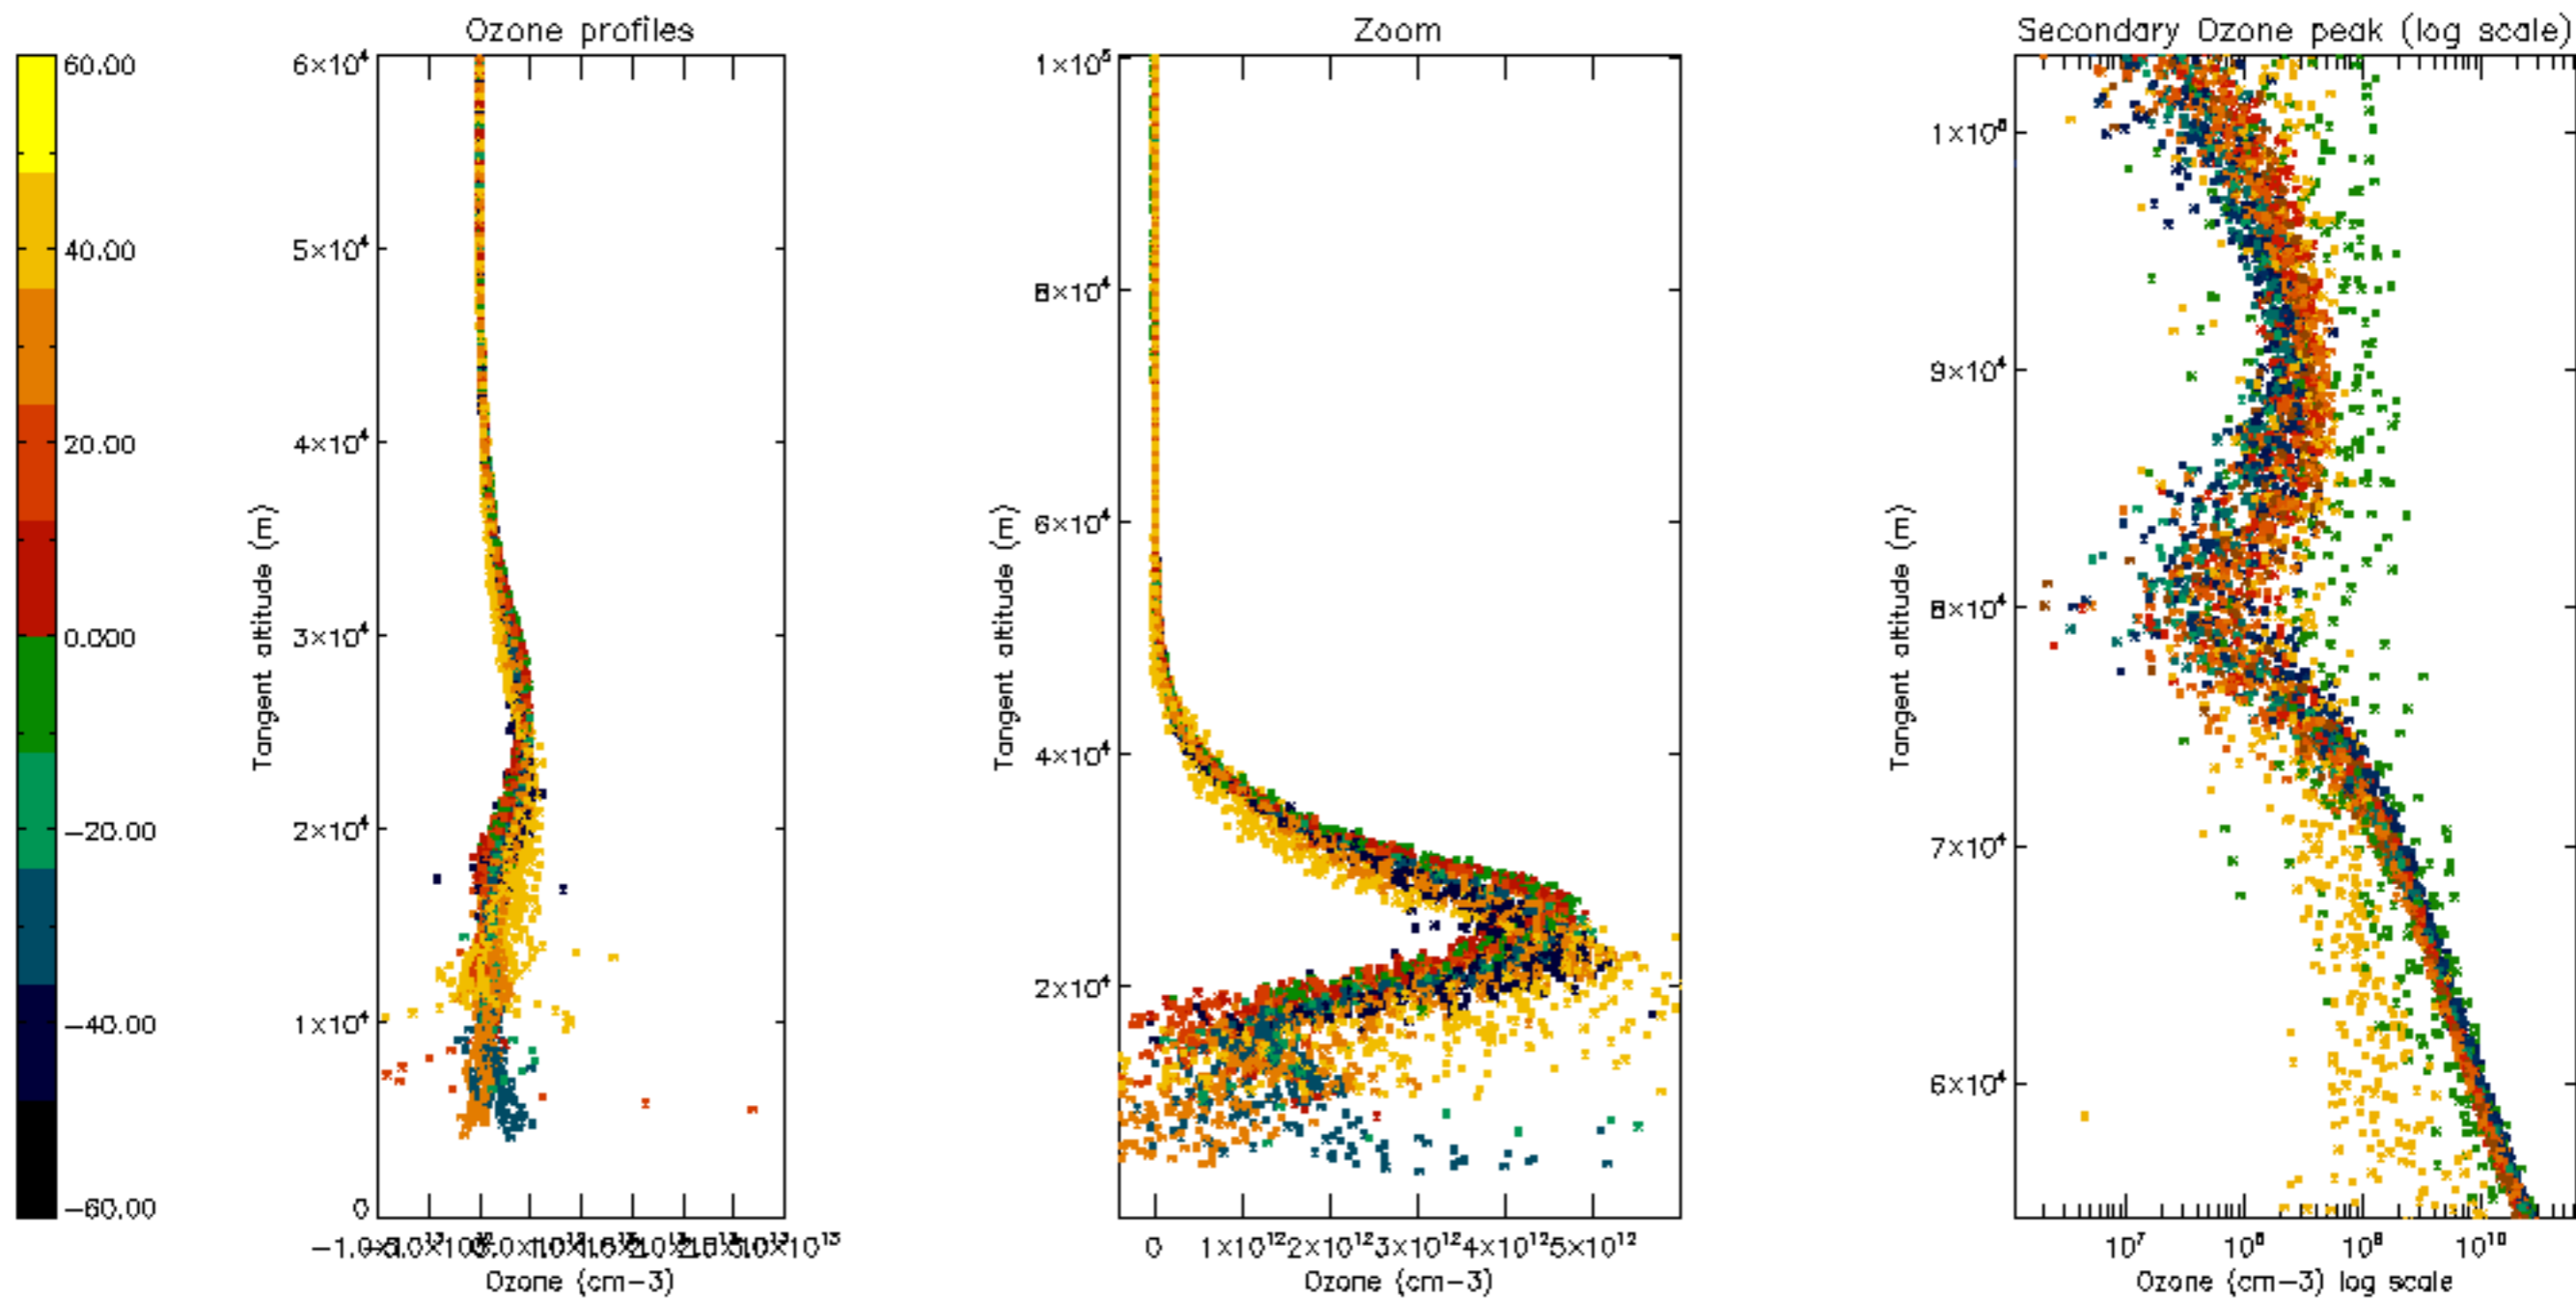 Ozone profiles
60.00
40.00
20.00
0.000
−20.00
−40.00
−60.00
6×10⁴
5×10⁴
4×10⁴
3×10⁴
2×10⁴
1×10⁴
0
Tangent altitude (m)
Ozone (cm−3)
Zoom
1×10⁵
8×10⁴
6×10⁴
4×10⁴
2×10⁴
Tangent altitude (m)
0 1×10¹² 2×10¹² 3×10¹² 4×10¹² 5×10¹²
Ozone (cm−3)
Secondary Ozone peak (log scale)
1×10⁵
9×10⁴
8×10⁴
7×10⁴
6×10⁴
Tangent altitude (m)
10⁷ 10⁸ 10⁹ 10¹⁰
Ozone (cm−3) log scale